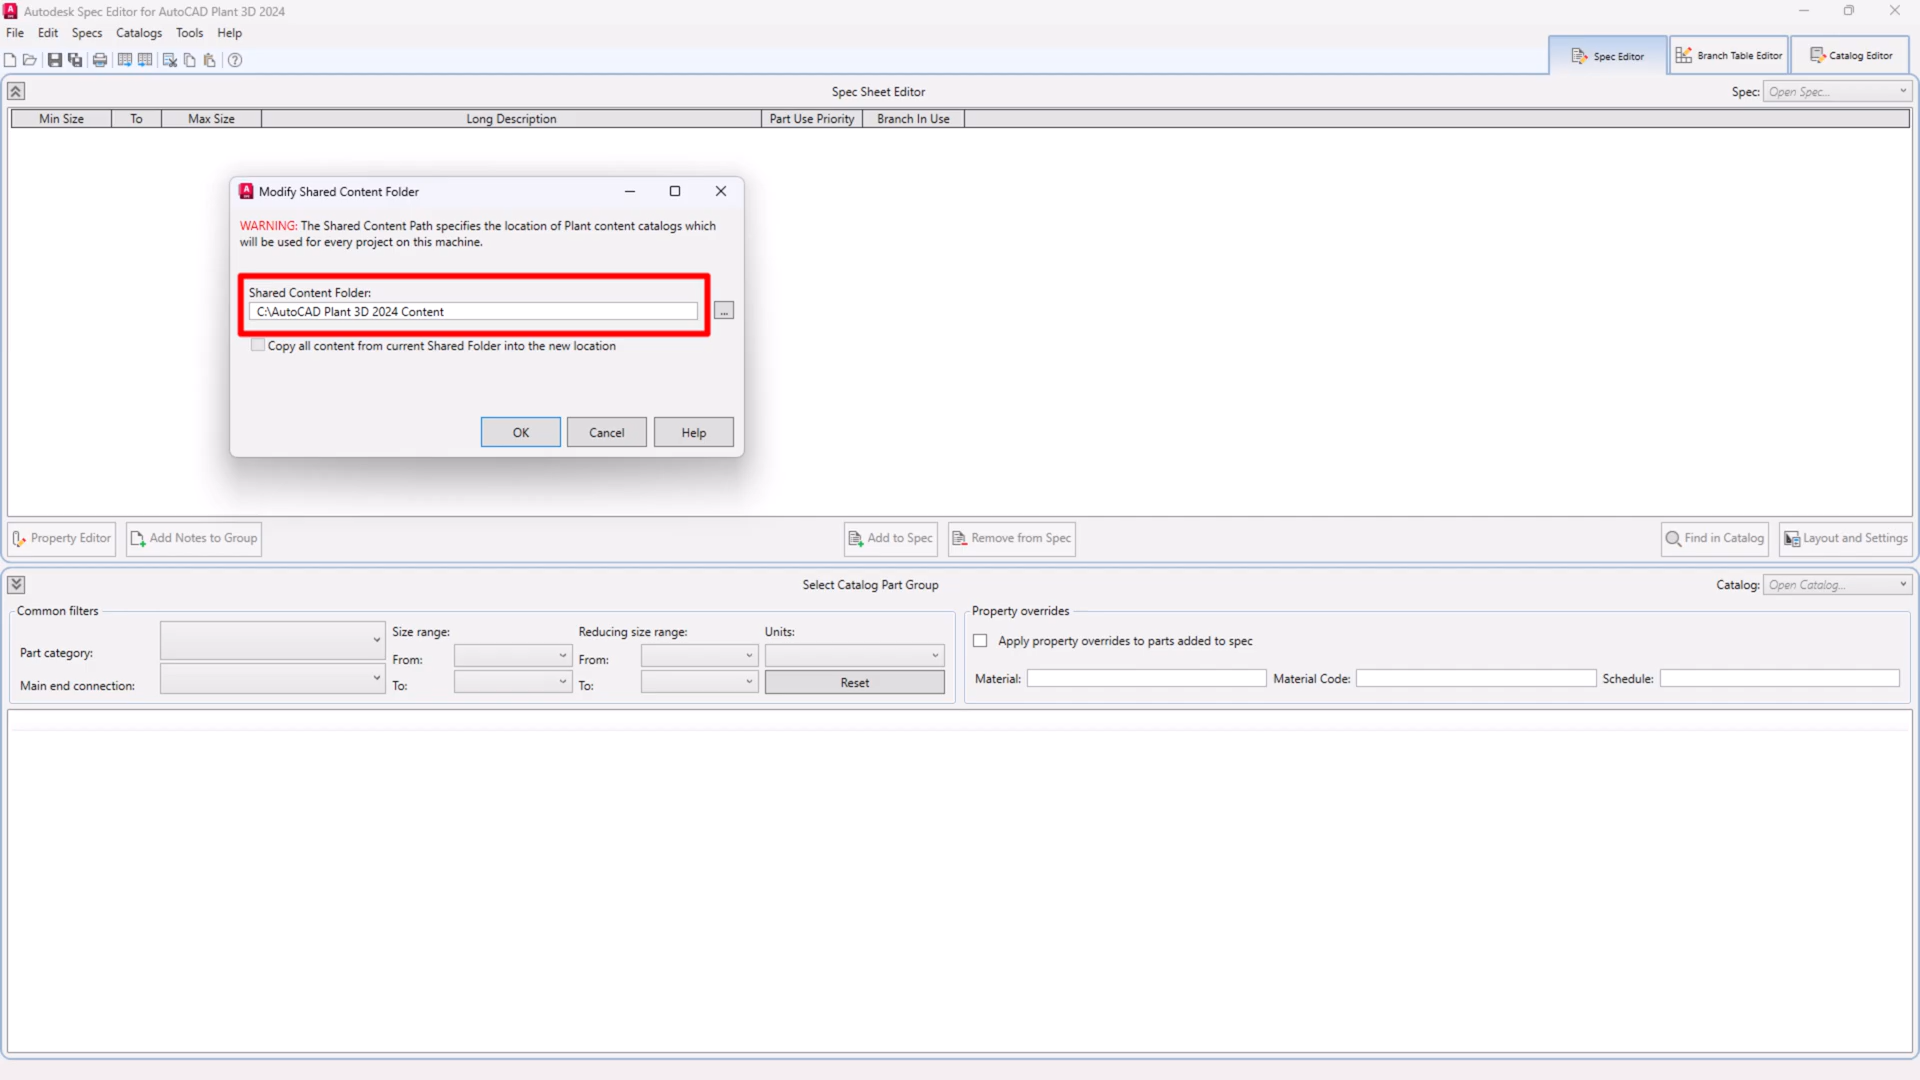 Autodesk Spec Editor for AutoCAD Plant 3D 2024
File Edit Specs Catalogs Tools Help
Spec Editor Branch Table Editor Catalog Editor
Spec Sheet Editor Spec: Open Spec...
Min Size To Max Size Long Description Part Use Priority Branch In Use
Modify Shared Content Folder
WARNING: The Shared Content Path specifies the location of Plant content catalogs which
will be used for every project on this machine.
Shared Content Folder:
C:\AutoCAD Plant 3D 2024 Content
...
Copy all content from current Shared Folder into the new location
OK Cancel Help
Property Editor Add Notes to Group Add to Spec Remove from Spec Find in Catalog Layout and Settings
Select Catalog Part Group Catalog: Open Catalog...
Common filters Property overrides
Size range: Reducing size range: Units:
Apply property overrides to parts added to spec
Part category: From: From:
Main end connection: To: To: Reset
Material: Material Code: Schedule: